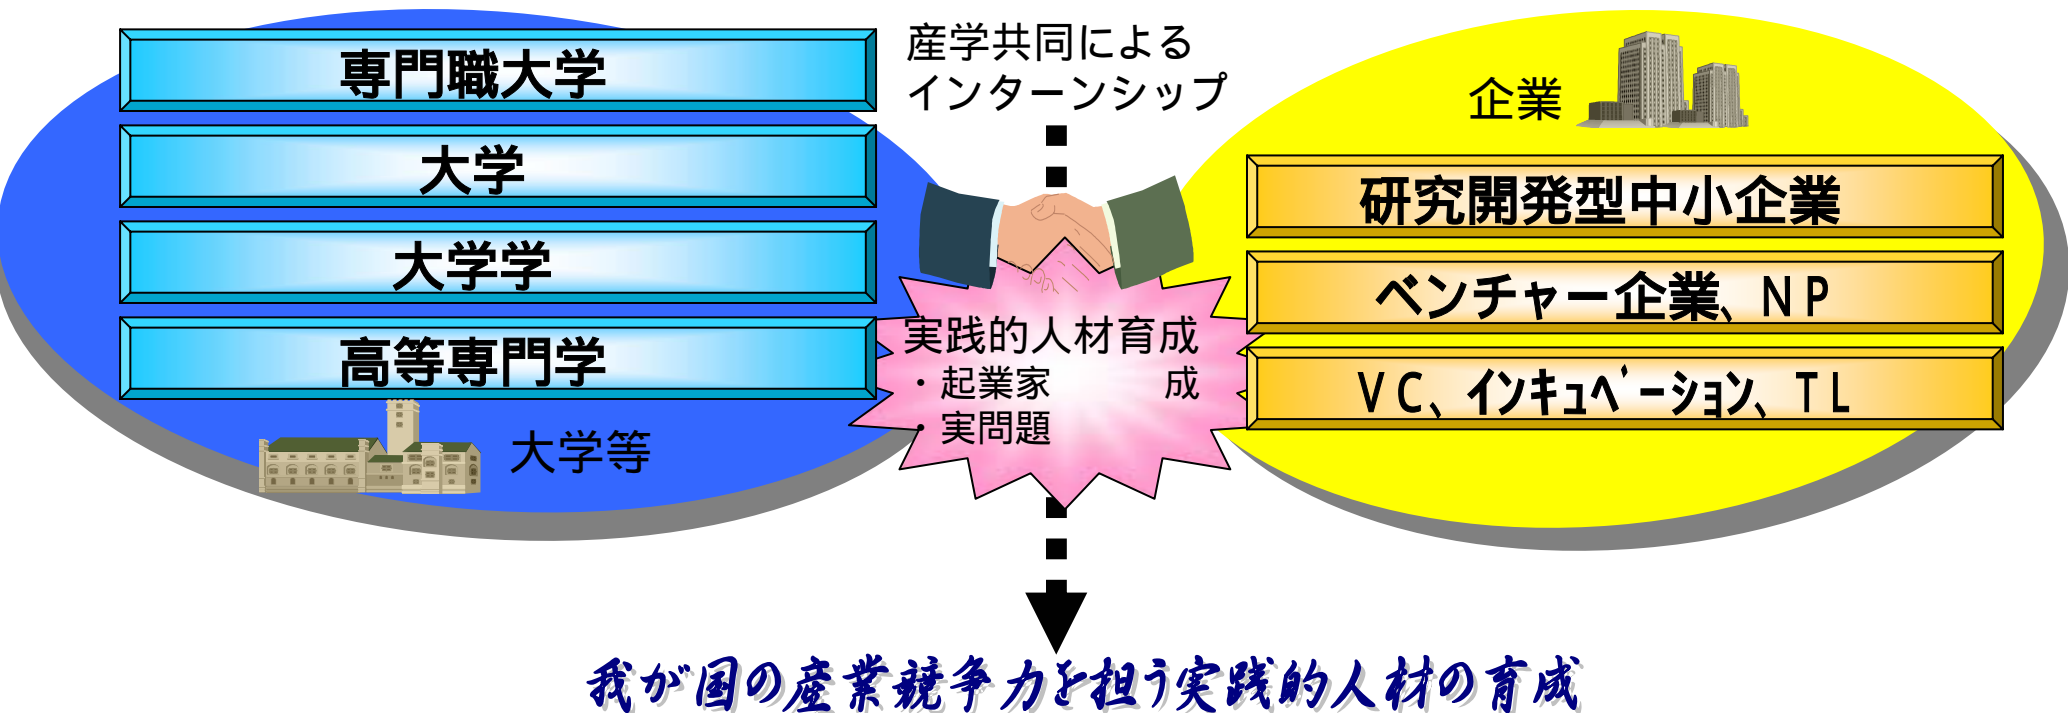 専門職大学
大学
大学学
高等専門学
大学等
産学共同による
インターンシップ
実践的人材育成
・起業家　　　成
・実問題
企業
研究開発型中小企業
ベンチャー企業、ＮＰ
ＶＣ、ｲﾝｷｭﾍﾞｰｼｮﾝ、ＴＬ
我が国の産業競争力を担う実践的人材の育成